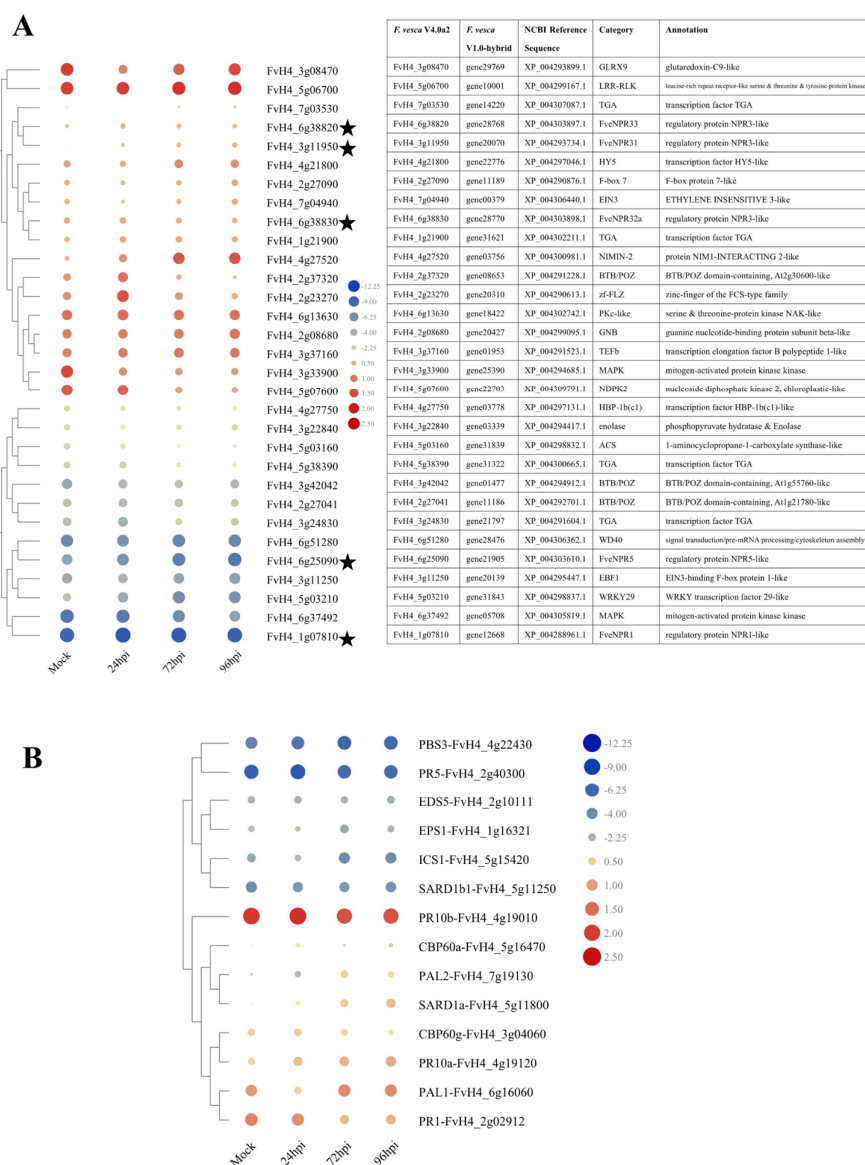 A
FvH4_3g08470
FvH4_5g06700
FvH4_7g03530
FvH4_6g38820
FvH4_3g11950
FvH4_4g21800
FvH4_2g27090
FvH4_7g04940
FvH4_6g38830
FvH4_1g21900
FvH4_4g27520
FvH4_2g37320
FvH4_2g23270
FvH4_6g13630
FvH4_2g08680
FvH4_3g37160
FvH4_3g33900
FvH4_5g07600
FvH4_4g27750
FvH4_3g22840
FvH4_5g03160
FvH4_5g38390
FvH4_3g42042
FvH4_2g27041
FvH4_3g24830
FvH4_6g51280
FvH4_6g25090
FvH4_3g11250
FvH4_5g03210
FvH4_6g37492
FvH4_1g07810
Mock 24hpi 72hpi 96hpi
-12.25
-9.00
-6.25
-4.00
-2.25
0.50
1.00
1.50
2.00
2.50
F. vesca V4.0a2 F. vesca V1.0-hybrid NCBI Reference Sequence Category Annotation
FvH4_3g08470 gene29769 XP_004293899.1 GLRX9 glutaredoxin-C9-like
FvH4_5g06700 gene10001 XP_004299167.1 LRR-RLK leucine-rich repeat receptor-like serine & threonine & tyrosine-protein kinase
FvH4_7g03530 gene14220 XP_004307087.1 TGA transcription factor TGA
FvH4_6g38820 gene28768 XP_004303897.1 FveNPR33 regulatory protein NPR3-like
FvH4_3g11950 gene20070 XP_004293734.1 FveNPR31 regulatory protein NPR3-like
FvH4_4g21800 gene22776 XP_004297046.1 HY5 transcription factor HY5-like
FvH4_2g27090 gene11189 XP_004290876.1 F-box 7 F-box protein 7-like
FvH4_7g04940 gene00379 XP_004306440.1 EIN3 ETHYLENE INSENSITIVE 3-like
FvH4_6g38830 gene28770 XP_004303898.1 FveNPR32a regulatory protein NPR3-like
FvH4_1g21900 gene31621 XP_004302211.1 TGA transcription factor TGA
FvH4_4g27520 gene03756 XP_004300981.1 NIMIN-2 protein NIM1-INTERACTING 2-like
FvH4_2g37320 gene08653 XP_004291228.1 BTB/POZ BTB/POZ domain-containing, At2g30600-like
FvH4_2g23270 gene20310 XP_004290613.1 zf-FLZ zinc-finger of the FCS-type family
FvH4_6g13630 gene18422 XP_004302742.1 PKc-like serine & threonine-protein kinase NAK-like
FvH4_2g08680 gene20427 XP_004299095.1 GNB guanine nucleotide-binding protein subunit beta-like
FvH4_3g37160 gene01953 XP_004291523.1 TEFb transcription elongation factor B polypeptide 1-like
FvH4_3g33900 gene25390 XP_004294685.1 MAPK mitogen-activated protein kinase kinase
FvH4_5g07600 gene22703 XP_004309791.1 NDPK2 nucleoside diphosphate kinase 2, chloroplastic-like
FvH4_4g27750 gene03778 XP_004297131.1 HBP-1b(c1) transcription factor HBP-1b(c1)-like
FvH4_3g22840 gene03339 XP_004294417.1 enolase phosphopyruvate hydratase & Enolase
FvH4_5g03160 gene31839 XP_004298832.1 ACS 1-aminocyclopropane-1-carboxylate synthase-like
FvH4_5g38390 gene31322 XP_004300665.1 TGA transcription factor TGA
FvH4_3g42042 gene01477 XP_004294912.1 BTB/POZ BTB/POZ domain-containing, At1g55760-like
FvH4_2g27041 gene11186 XP_004292701.1 BTB/POZ BTB/POZ domain-containing, At1g21780-like
FvH4_3g24830 gene21797 XP_004291604.1 TGA transcription factor TGA
FvH4_6g51280 gene28476 XP_004306362.1 WD40 signal transduction/pre-mRNA processing/cytoskeleton assembly
FvH4_6g25090 gene21905 XP_004303610.1 FveNPR5 regulatory protein NPR5-like
FvH4_3g11250 gene20139 XP_004295447.1 EBF1 EIN3-binding F-box protein 1-like
FvH4_5g03210 gene31843 XP_004298837.1 WRKY29 WRKY transcription factor 29-like
FvH4_6g37492 gene05708 XP_004305819.1 MAPK mitogen-activated protein kinase kinase
FvH4_1g07810 gene12668 XP_004288961.1 FveNPR1 regulatory protein NPR1-like
B
PBS3-FvH4_4g22430
PR5-FvH4_2g40300
EDS5-FvH4_2g10111
EPS1-FvH4_1g16321
ICS1-FvH4_5g15420
SARD1b1-FvH4_5g11250
PR10b-FvH4_4g19010
CBP60a-FvH4_5g16470
PAL2-FvH4_7g19130
SARD1a-FvH4_5g11800
CBP60g-FvH4_3g04060
PR10a-FvH4_4g19120
PAL1-FvH4_6g16060
PR1-FvH4_2g02912
Mock 24hpi 72hpi 96hpi
-12.25
-9.00
-6.25
-4.00
-2.25
0.50
1.00
1.50
2.00
2.50